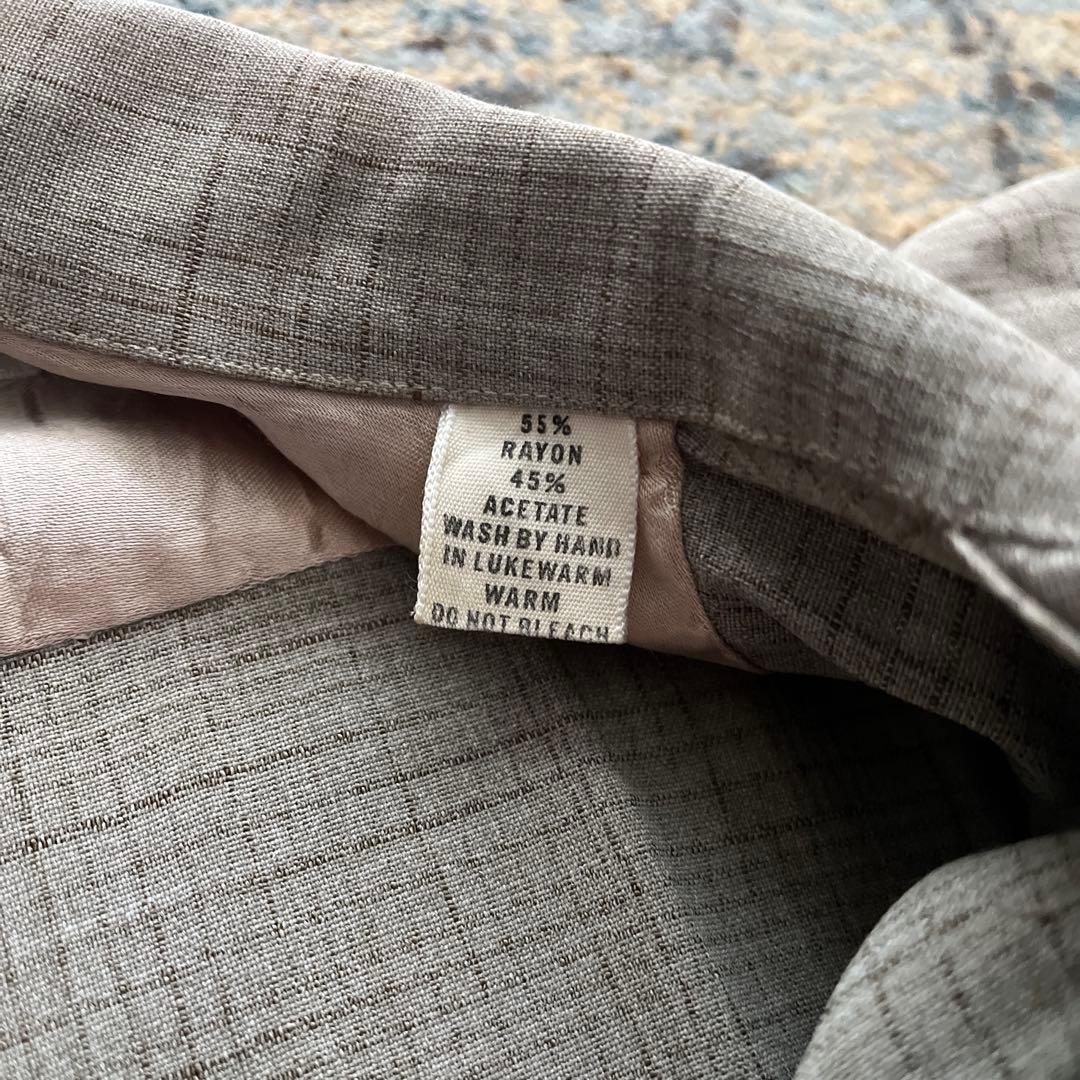 55%
RAYON
45%
ACETATE
WASH BY HAND
IN LUKEWARM
WARM
DO NOT BLEACH